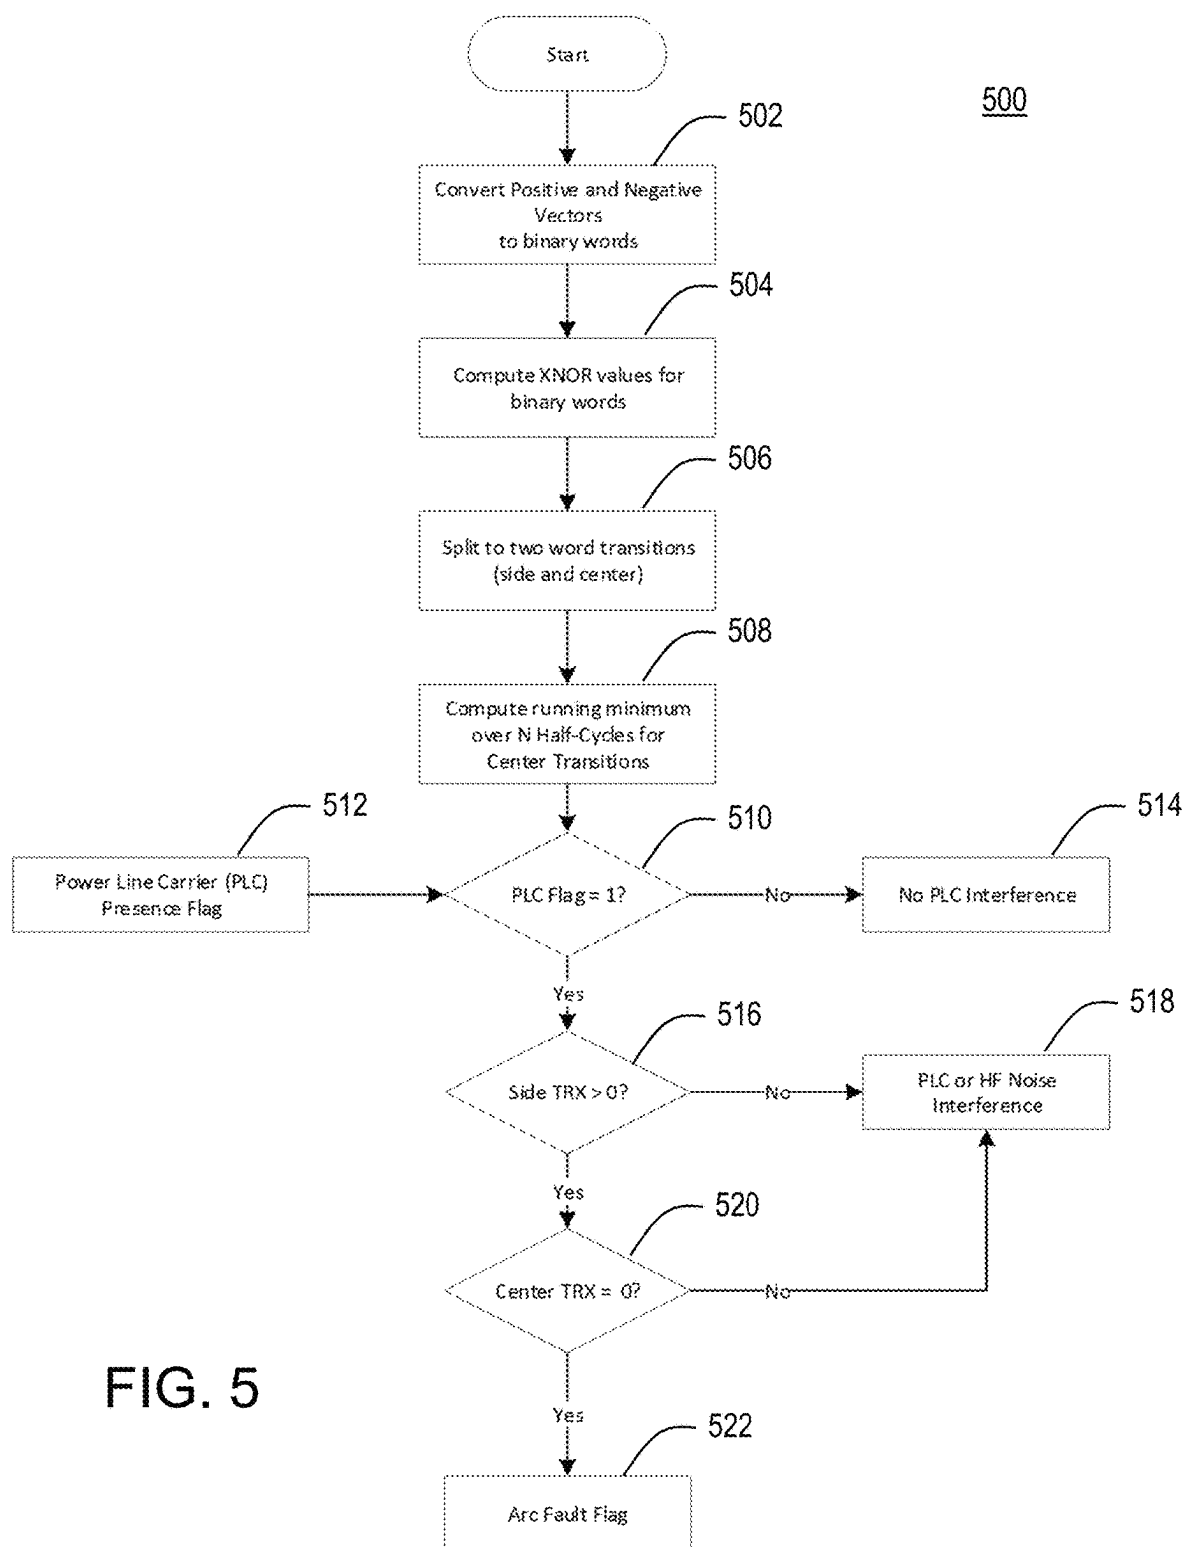 Start
500
502
Convert Positive and Negative
Vectors
to binary words
504
Compute XNOR values for
binary words
506
Split to two word transitions
(side and center)
508
Compute running minimum
over N Half-Cycles for
Center Transitions
512
510
514
Power Line Carrier (PLC)
Presence Flag
PLC Flag = 1?
No
No PLC Interference
Yes
516
518
Side TRX > 0?
No
PLC or HF Noise
Interference
Yes
520
Center TRX = 0?
No
FIG. 5
Yes
522
Arc Fault Flag